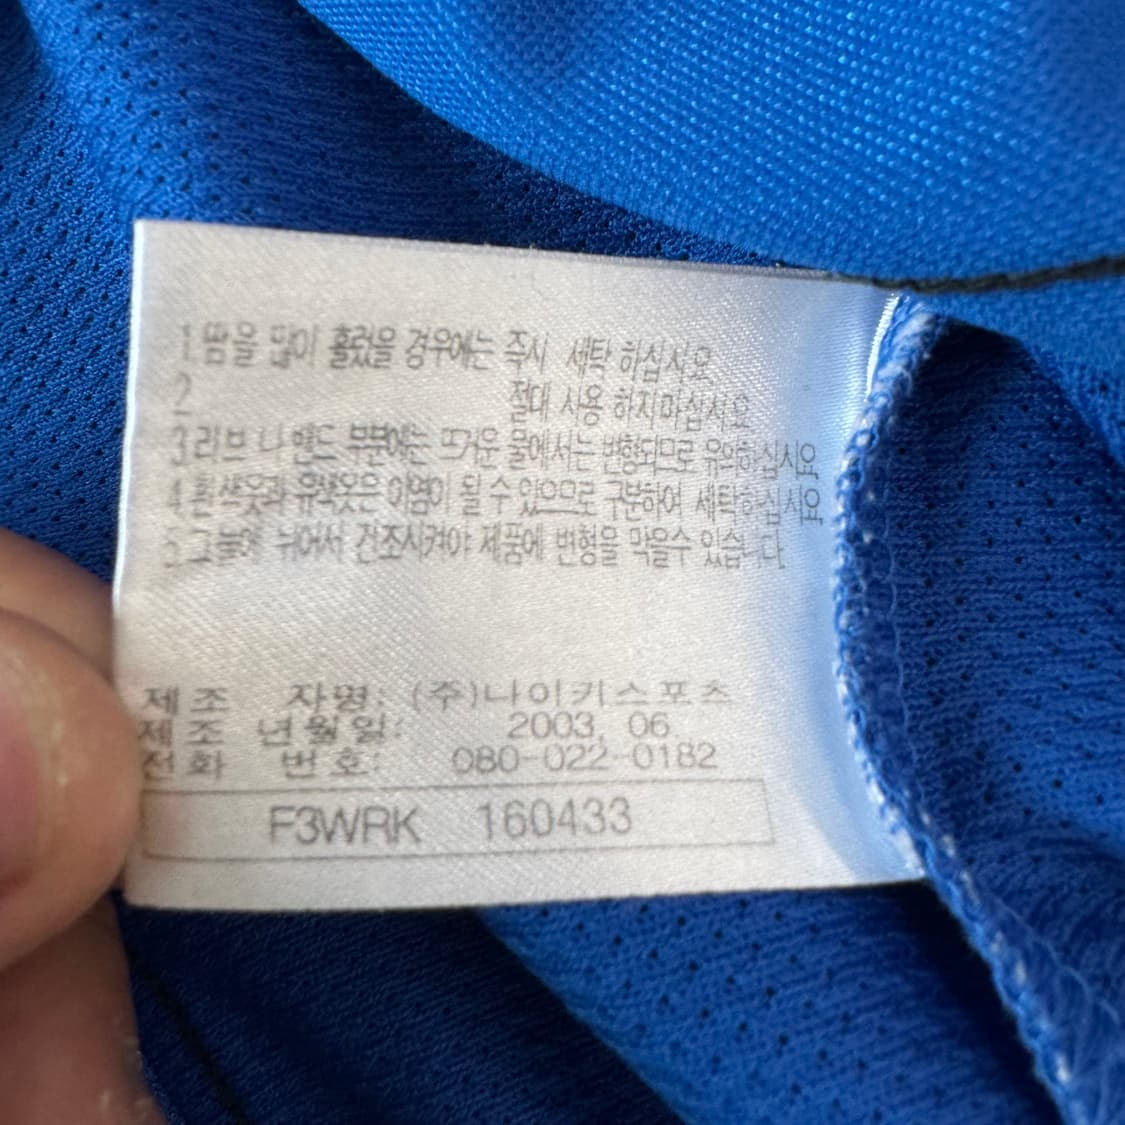 1 땀을 많이 흘렸을 경우에는 즉시 세탁 하십시요
2 절대 사용 하지마십시요
3 리브 니 밴드 부분에는 뜨거운 물에서는 변형되므로 유의하십시요
4 흰색옷과 유색옷은 이염이 될 수 있으므로 구분하여 세탁하십시요
5 그늘에 뉘어서 건조시켜야 제품에 변형을 막을수 있습니다
제조 자명: (주)나이키스포츠
제조 년월일: 2003. 06
전화 번호: 080-022-0182
F3WRK 160433